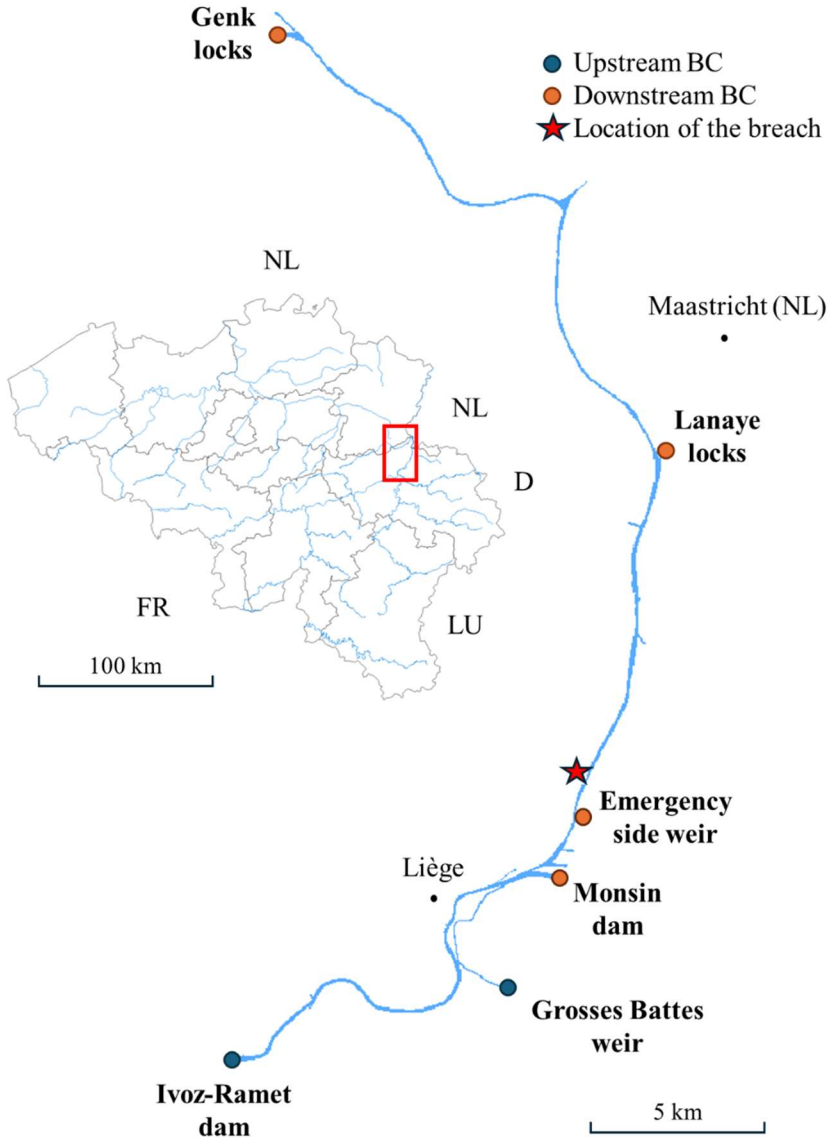 Genk
locks
Upstream BC
Downstream BC
Location of the breach
NL
Maastricht (NL)
NL
Lanaye
locks
D
FR
LU
100 km
Emergency
side weir
Liège
Monsin
dam
Grosses Battes
weir
Ivoz-Ramet
dam
5 km